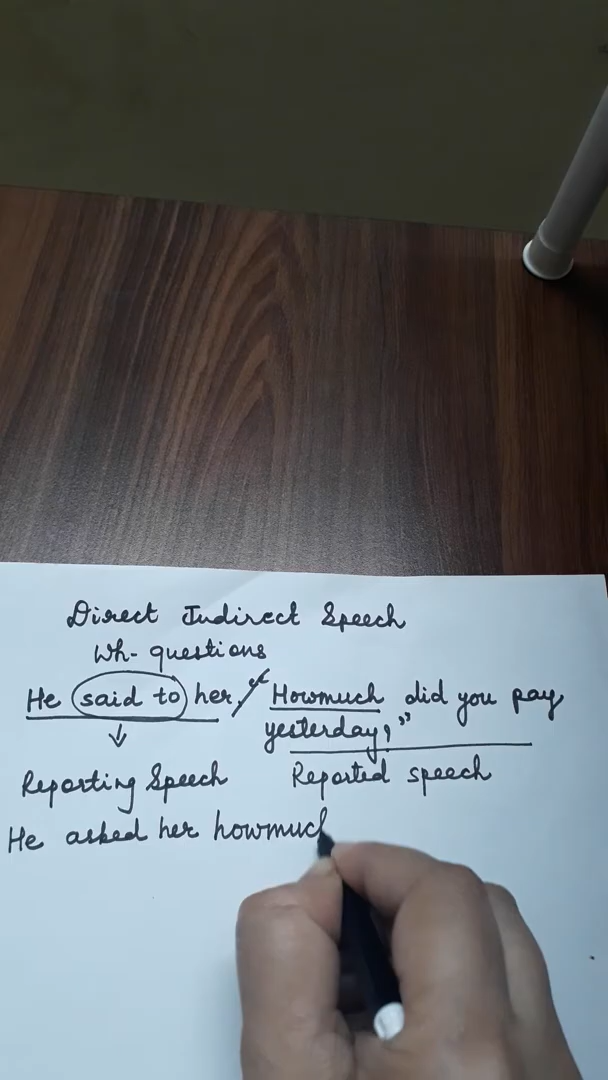 Direct Indirect Speech
Wh- questions
He said to her, " Howmuch did you pay
yesterday? "
Reporting Speech Reported speech
He asked her howmuch